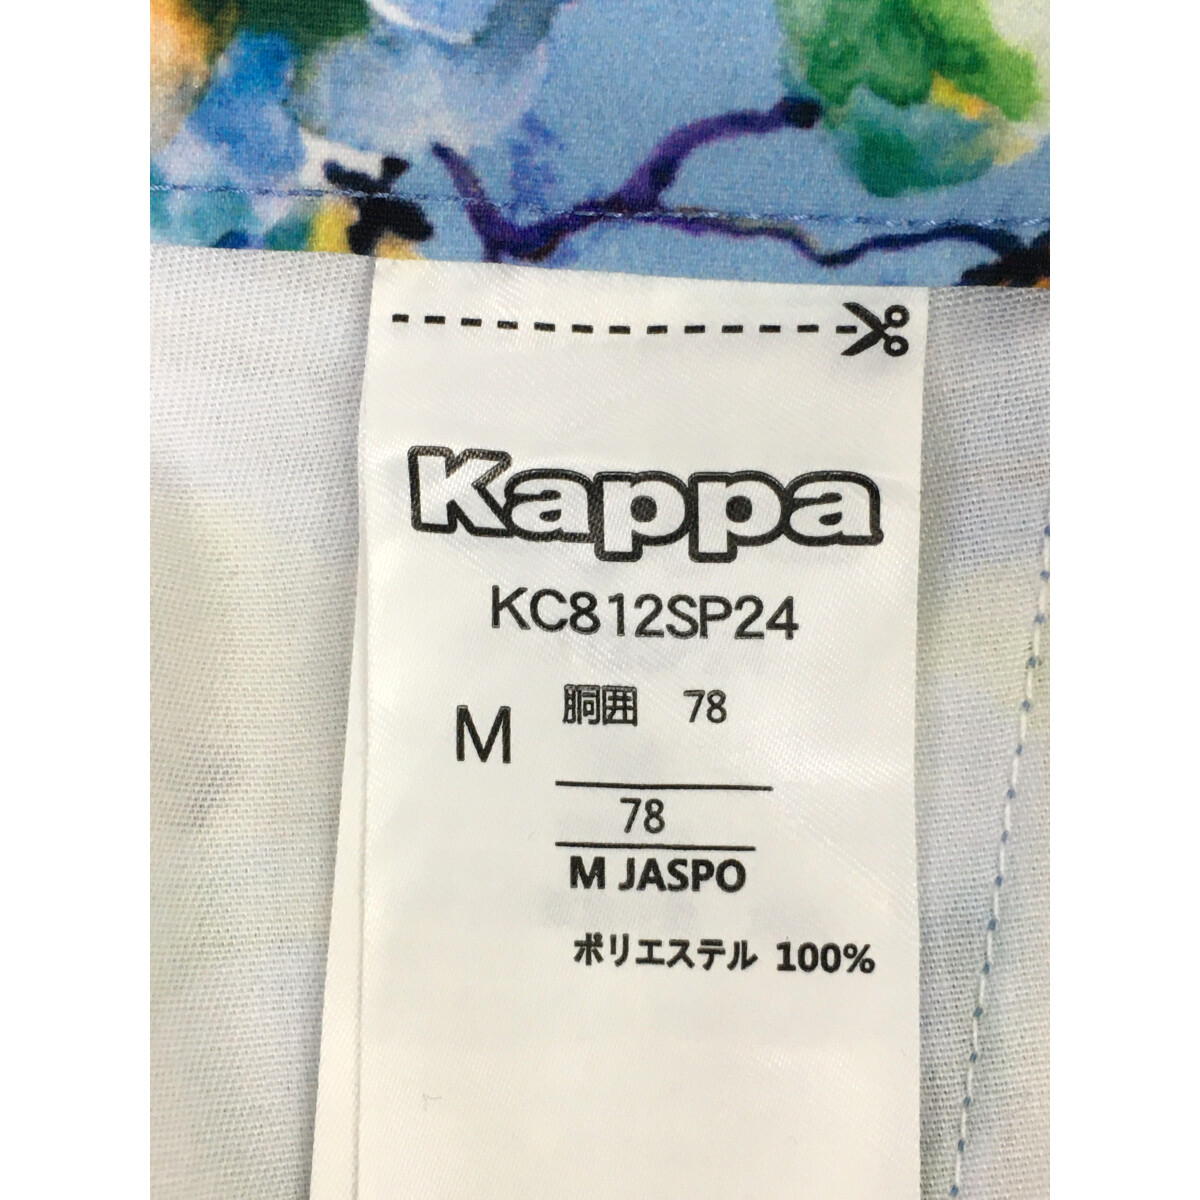 Kappa
KC812SP24
M 胴囲 78
78
M JASPO
ポリエステル 100%